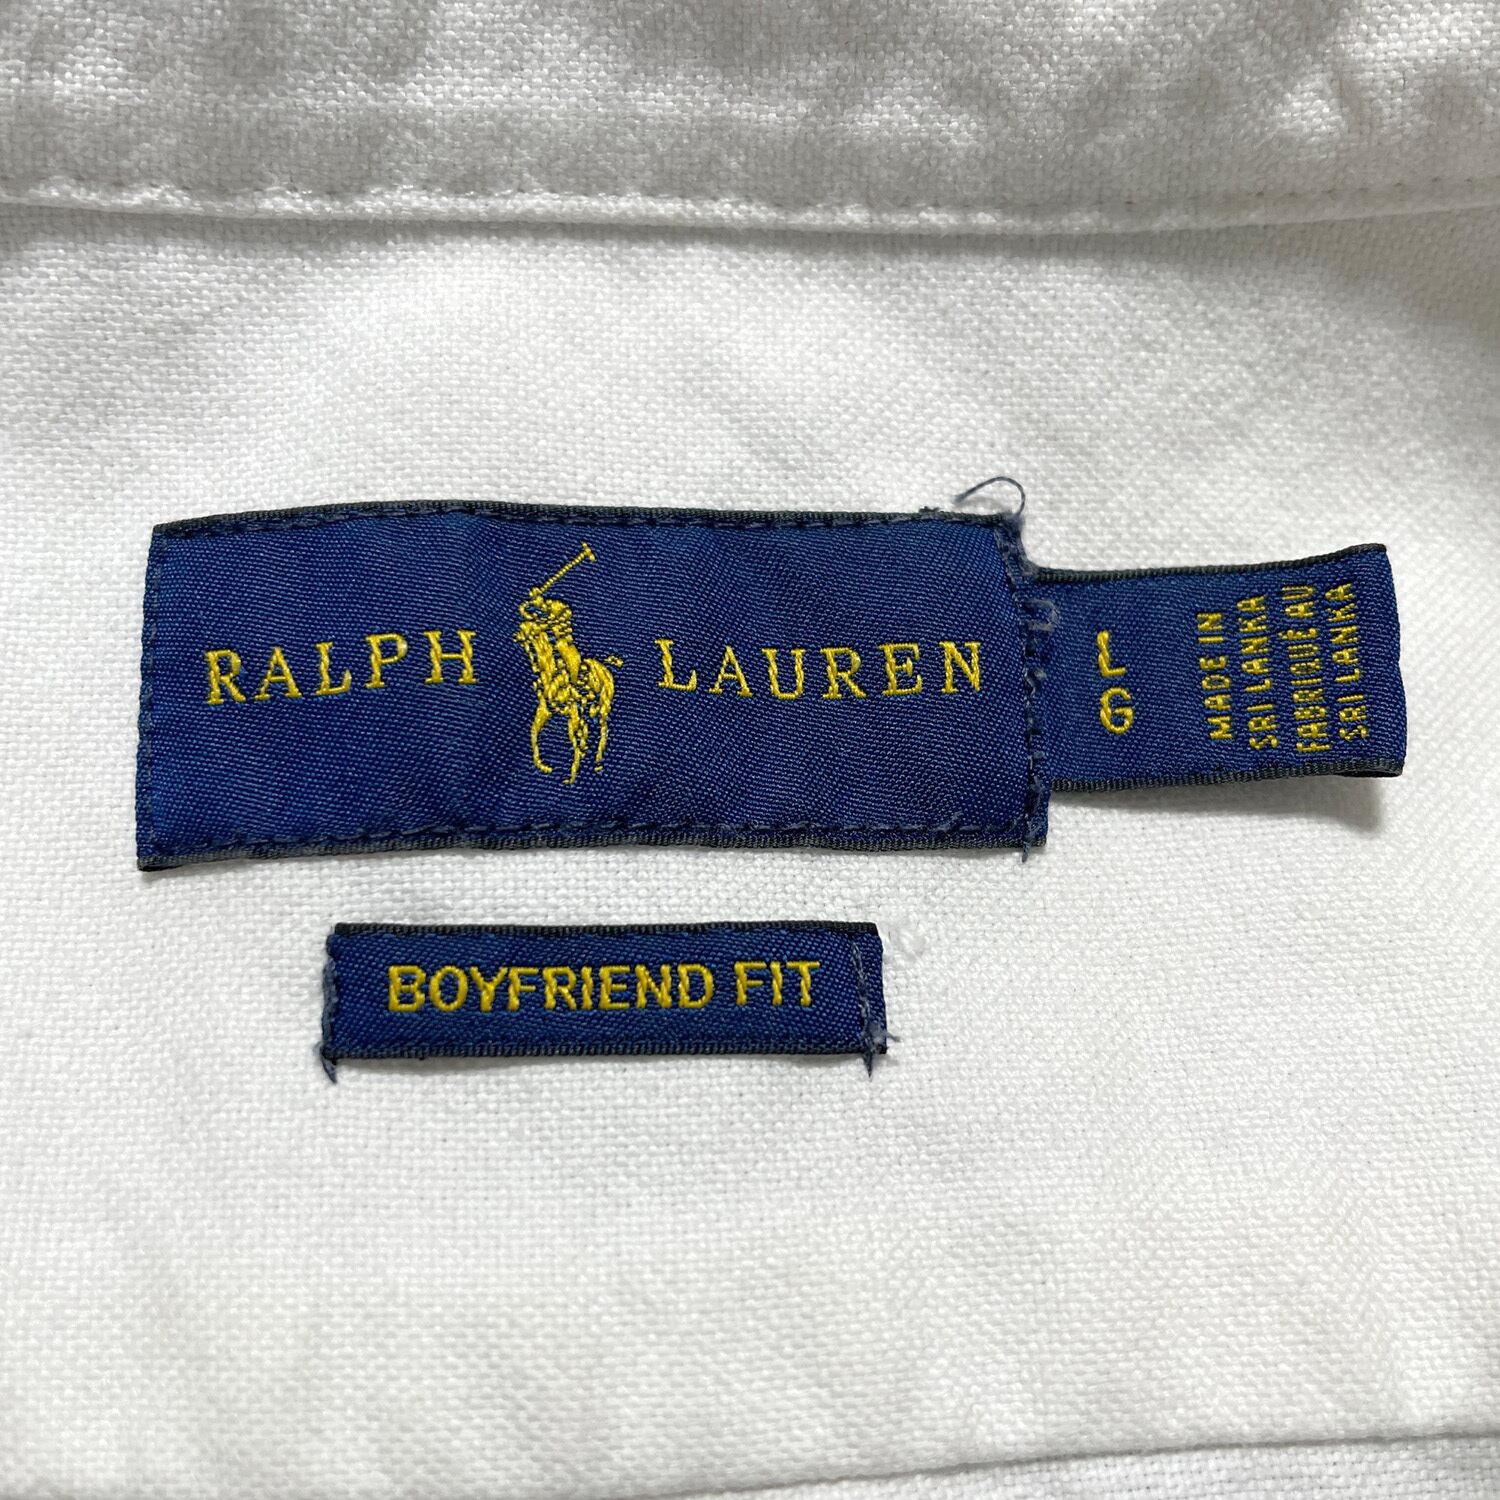 RALPH LAUREN
L
G
MADE IN
SRI LANKA
FABRIQUÉ AU
SRI LANKA
BOYFRIEND FIT